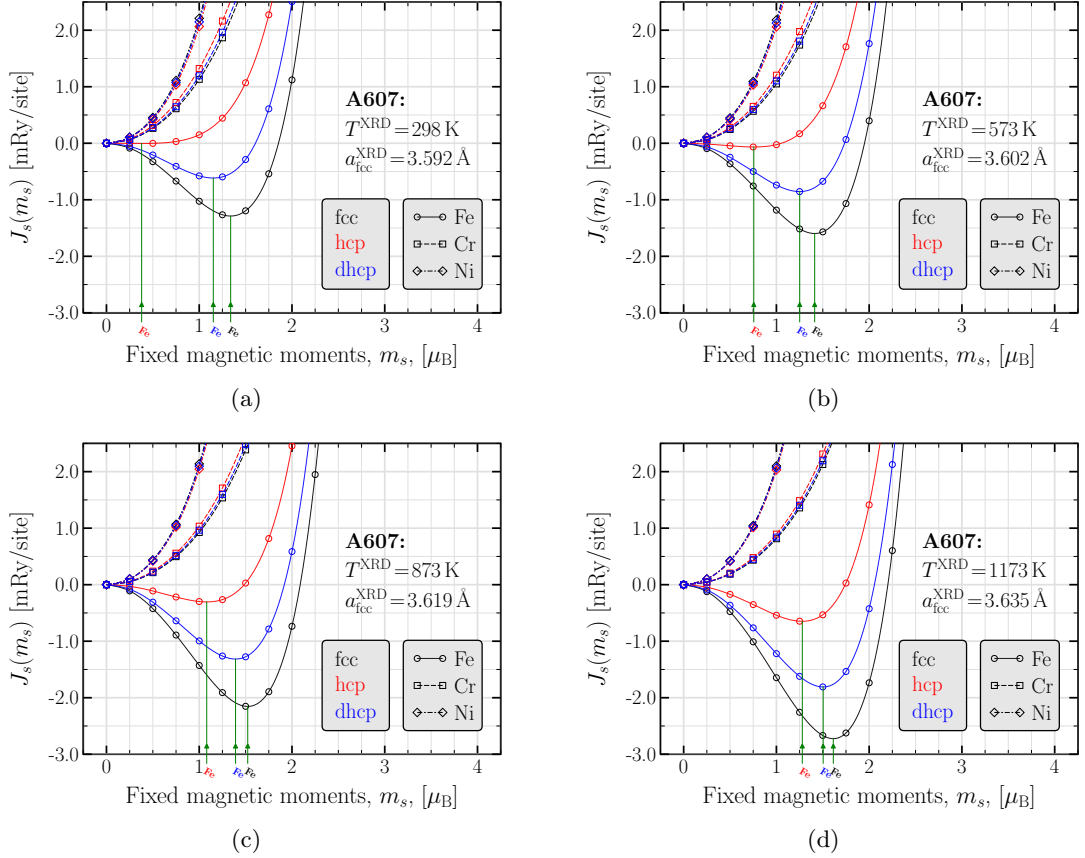 2.0
1.0
0.0
-1.0
-2.0
-3.0
J_s(m_s) [mRy/site]
A607:
T^XRD=298 K
a_fcc^XRD=3.592 Å
fcc
hcp
dhcp
Fe
Cr
Ni
0
1
2
3
4
Fe
Fe
Fe
Fixed magnetic moments, m_s, [μ_B]
(a)
2.0
1.0
0.0
-1.0
-2.0
-3.0
J_s(m_s) [mRy/site]
A607:
T^XRD=573 K
a_fcc^XRD=3.602 Å
fcc
hcp
dhcp
Fe
Cr
Ni
0
1
2
3
4
Fe
Fe
Fe
Fixed magnetic moments, m_s, [μ_B]
(b)
2.0
1.0
0.0
-1.0
-2.0
-3.0
J_s(m_s) [mRy/site]
A607:
T^XRD=873 K
a_fcc^XRD=3.619 Å
fcc
hcp
dhcp
Fe
Cr
Ni
0
1
2
3
4
Fe
Fe
Fe
Fixed magnetic moments, m_s, [μ_B]
(c)
2.0
1.0
0.0
-1.0
-2.0
-3.0
J_s(m_s) [mRy/site]
A607:
T^XRD=1173 K
a_fcc^XRD=3.635 Å
fcc
hcp
dhcp
Fe
Cr
Ni
0
1
2
3
4
Fe
Fe
Fe
Fixed magnetic moments, m_s, [μ_B]
(d)